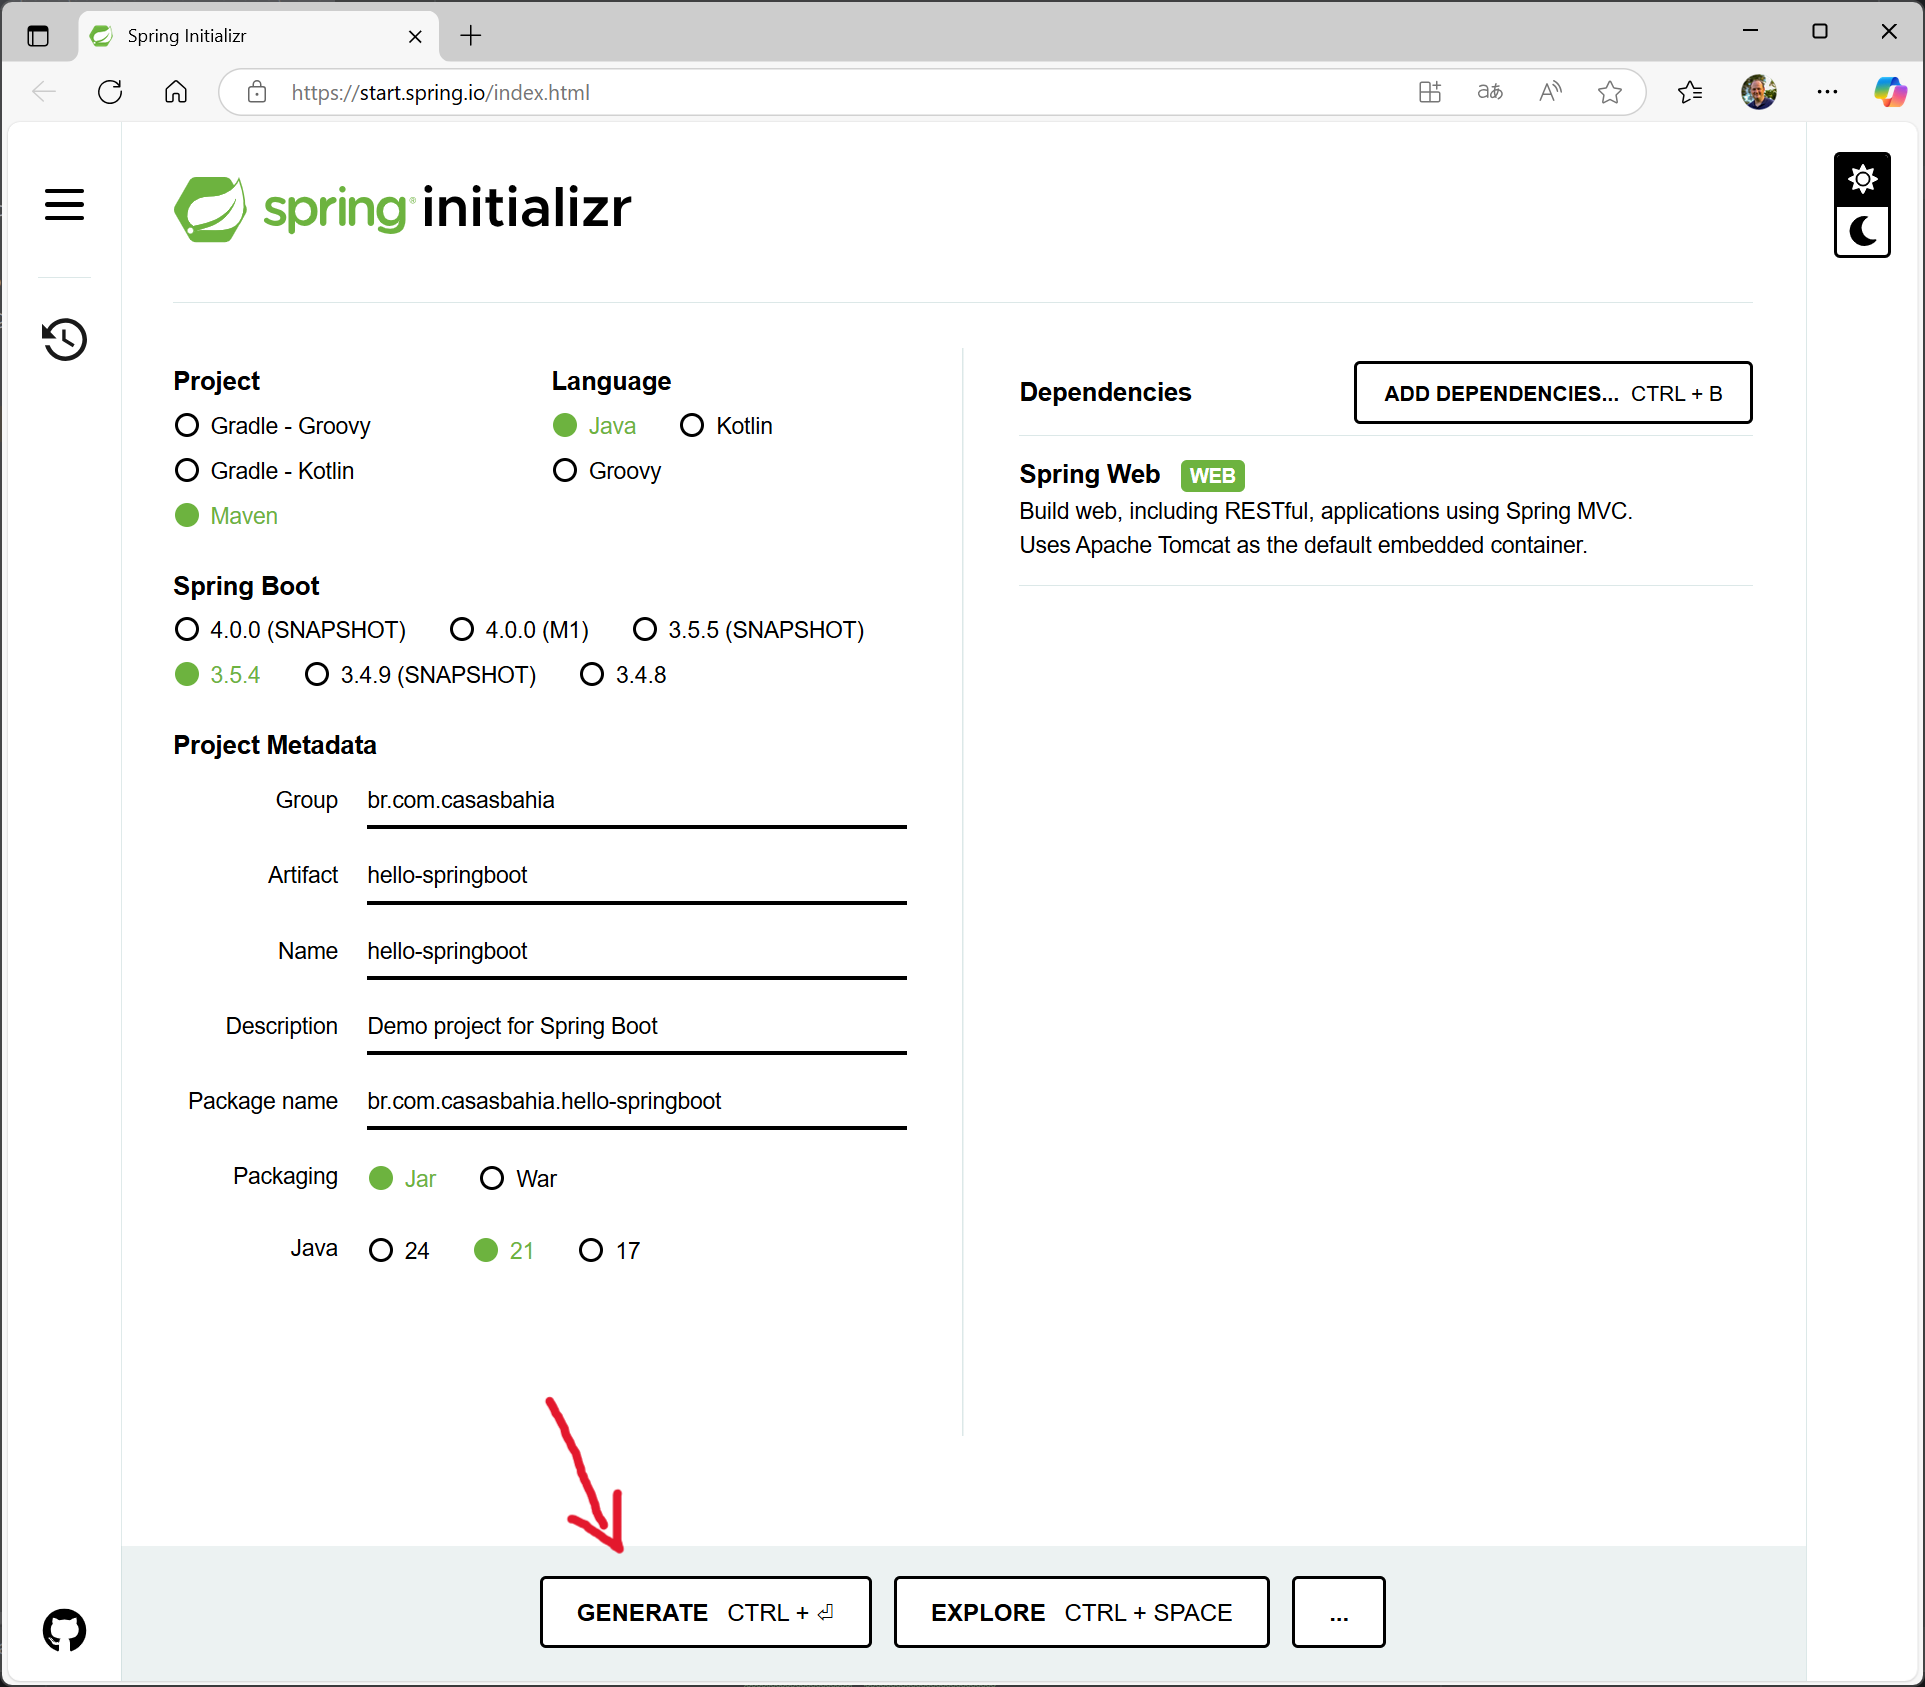 Spring Initializr
https://start.spring.io/index.html
spring initializr
Project
Gradle - Groovy
Gradle - Kotlin
Maven
Language
Java Kotlin
Groovy
Spring Boot
4.0.0 (SNAPSHOT) 4.0.0 (M1) 3.5.5 (SNAPSHOT)
3.5.4 3.4.9 (SNAPSHOT) 3.4.8
Project Metadata
Group br.com.casasbahia
Artifact hello-springboot
Name hello-springboot
Description Demo project for Spring Boot
Package name br.com.casasbahia.hello-springboot
Packaging Jar War
Java 24 21 17
Dependencies ADD DEPENDENCIES... CTRL + B
Spring Web WEB
Build web, including RESTful, applications using Spring MVC.
Uses Apache Tomcat as the default embedded container.
GENERATE CTRL + ⏎ EXPLORE CTRL + SPACE ...